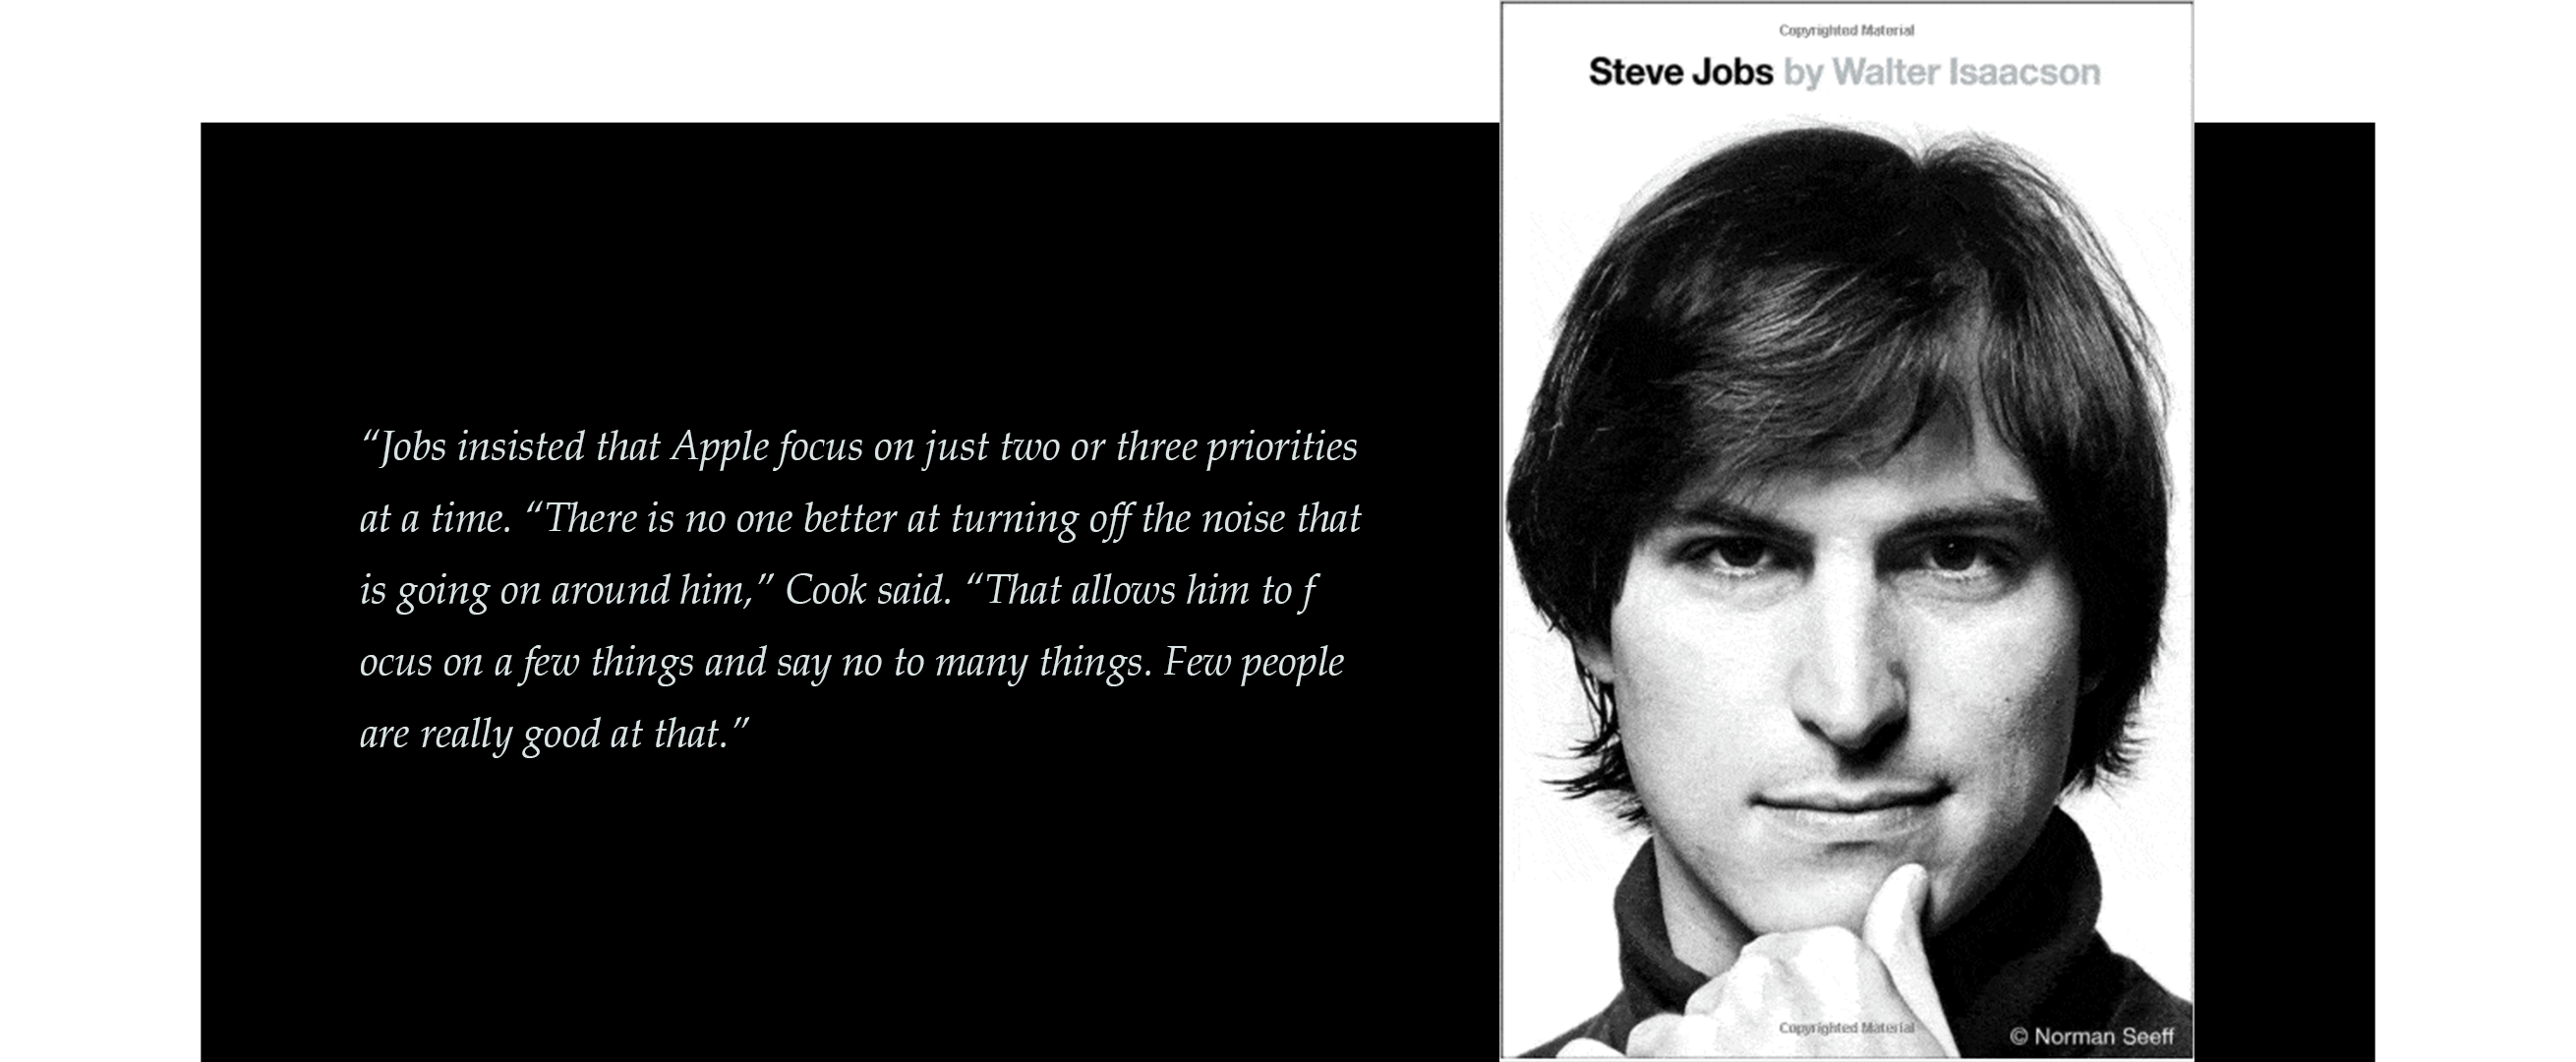 Copyrighted Material
Steve Jobs by Walter Isaacson
“Jobs insisted that Apple focus on just two or three priorities
at a time. “There is no one better at turning off the noise that
is going on around him,” Cook said. “That allows him to f
ocus on a few things and say no to many things. Few people
are really good at that.”
Copyrighted Material
© Norman Seeff